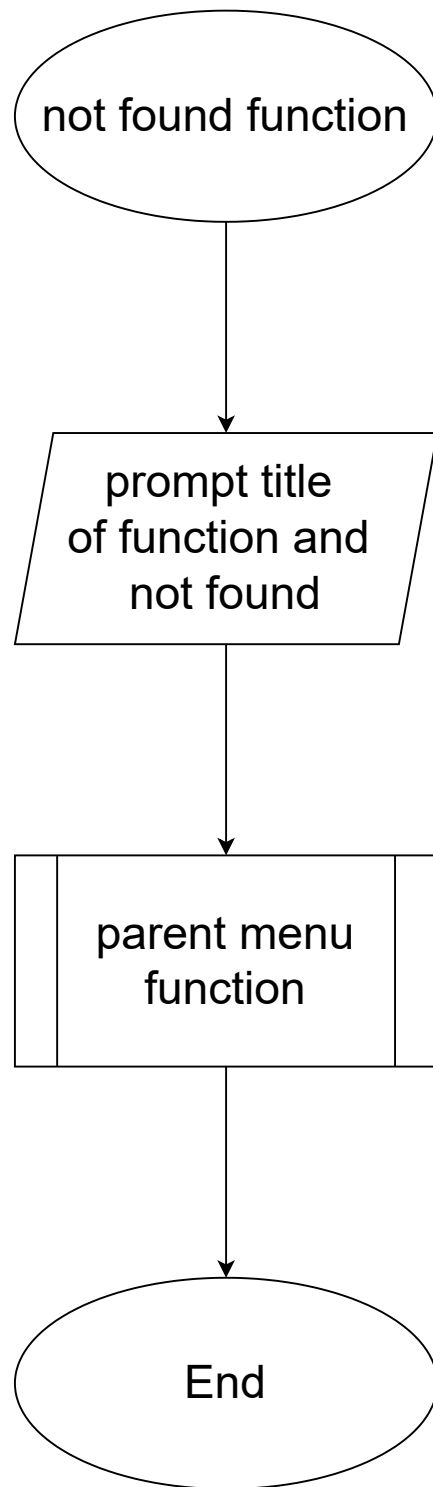 not found function
prompt title
of function and
not found
parent menu
function
End